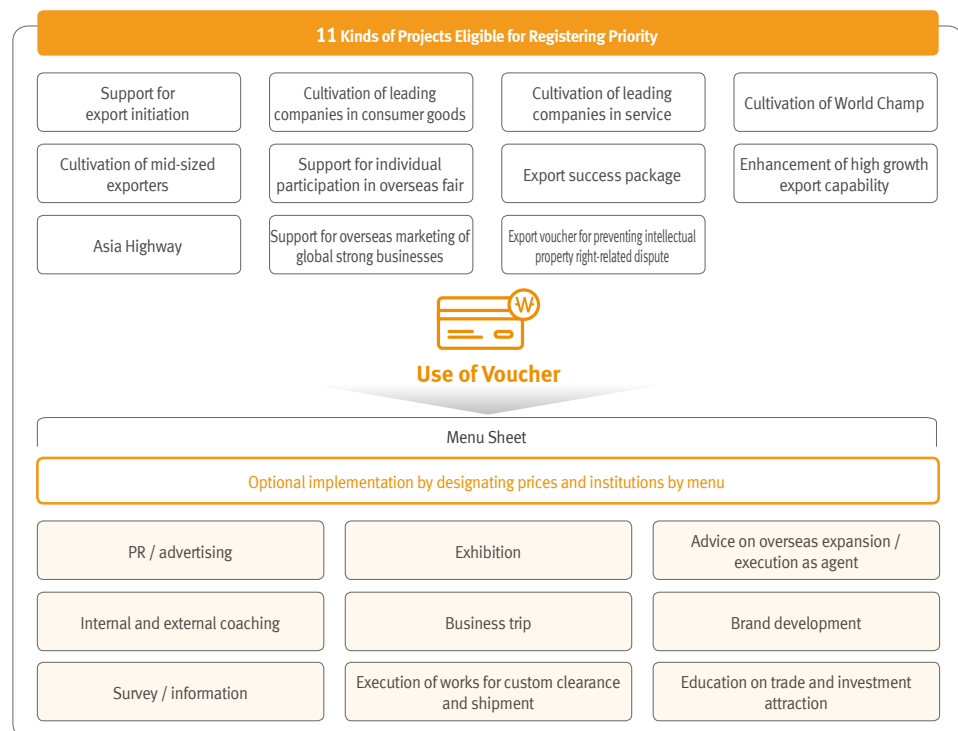 11 Kinds of Projects Eligible for Registering Priority
Support for
export initiation
Cultivation of leading
companies in consumer goods
Cultivation of leading
companies in service
Cultivation of World Champ
Cultivation of mid-sized
exporters
Support for individual
participation in overseas fair
Export success package
Enhancement of high growth
export capability
Asia Highway
Support for overseas marketing of
global strong businesses
Export voucher for preventing intellectual
property right-related dispute
₩
Use of Voucher
Menu Sheet
Optional implementation by designating prices and institutions by menu
PR / advertising
Exhibition
Advice on overseas expansion /
execution as agent
Internal and external coaching
Business trip
Brand development
Survey / information
Execution of works for custom clearance
and shipment
Education on trade and investment
attraction